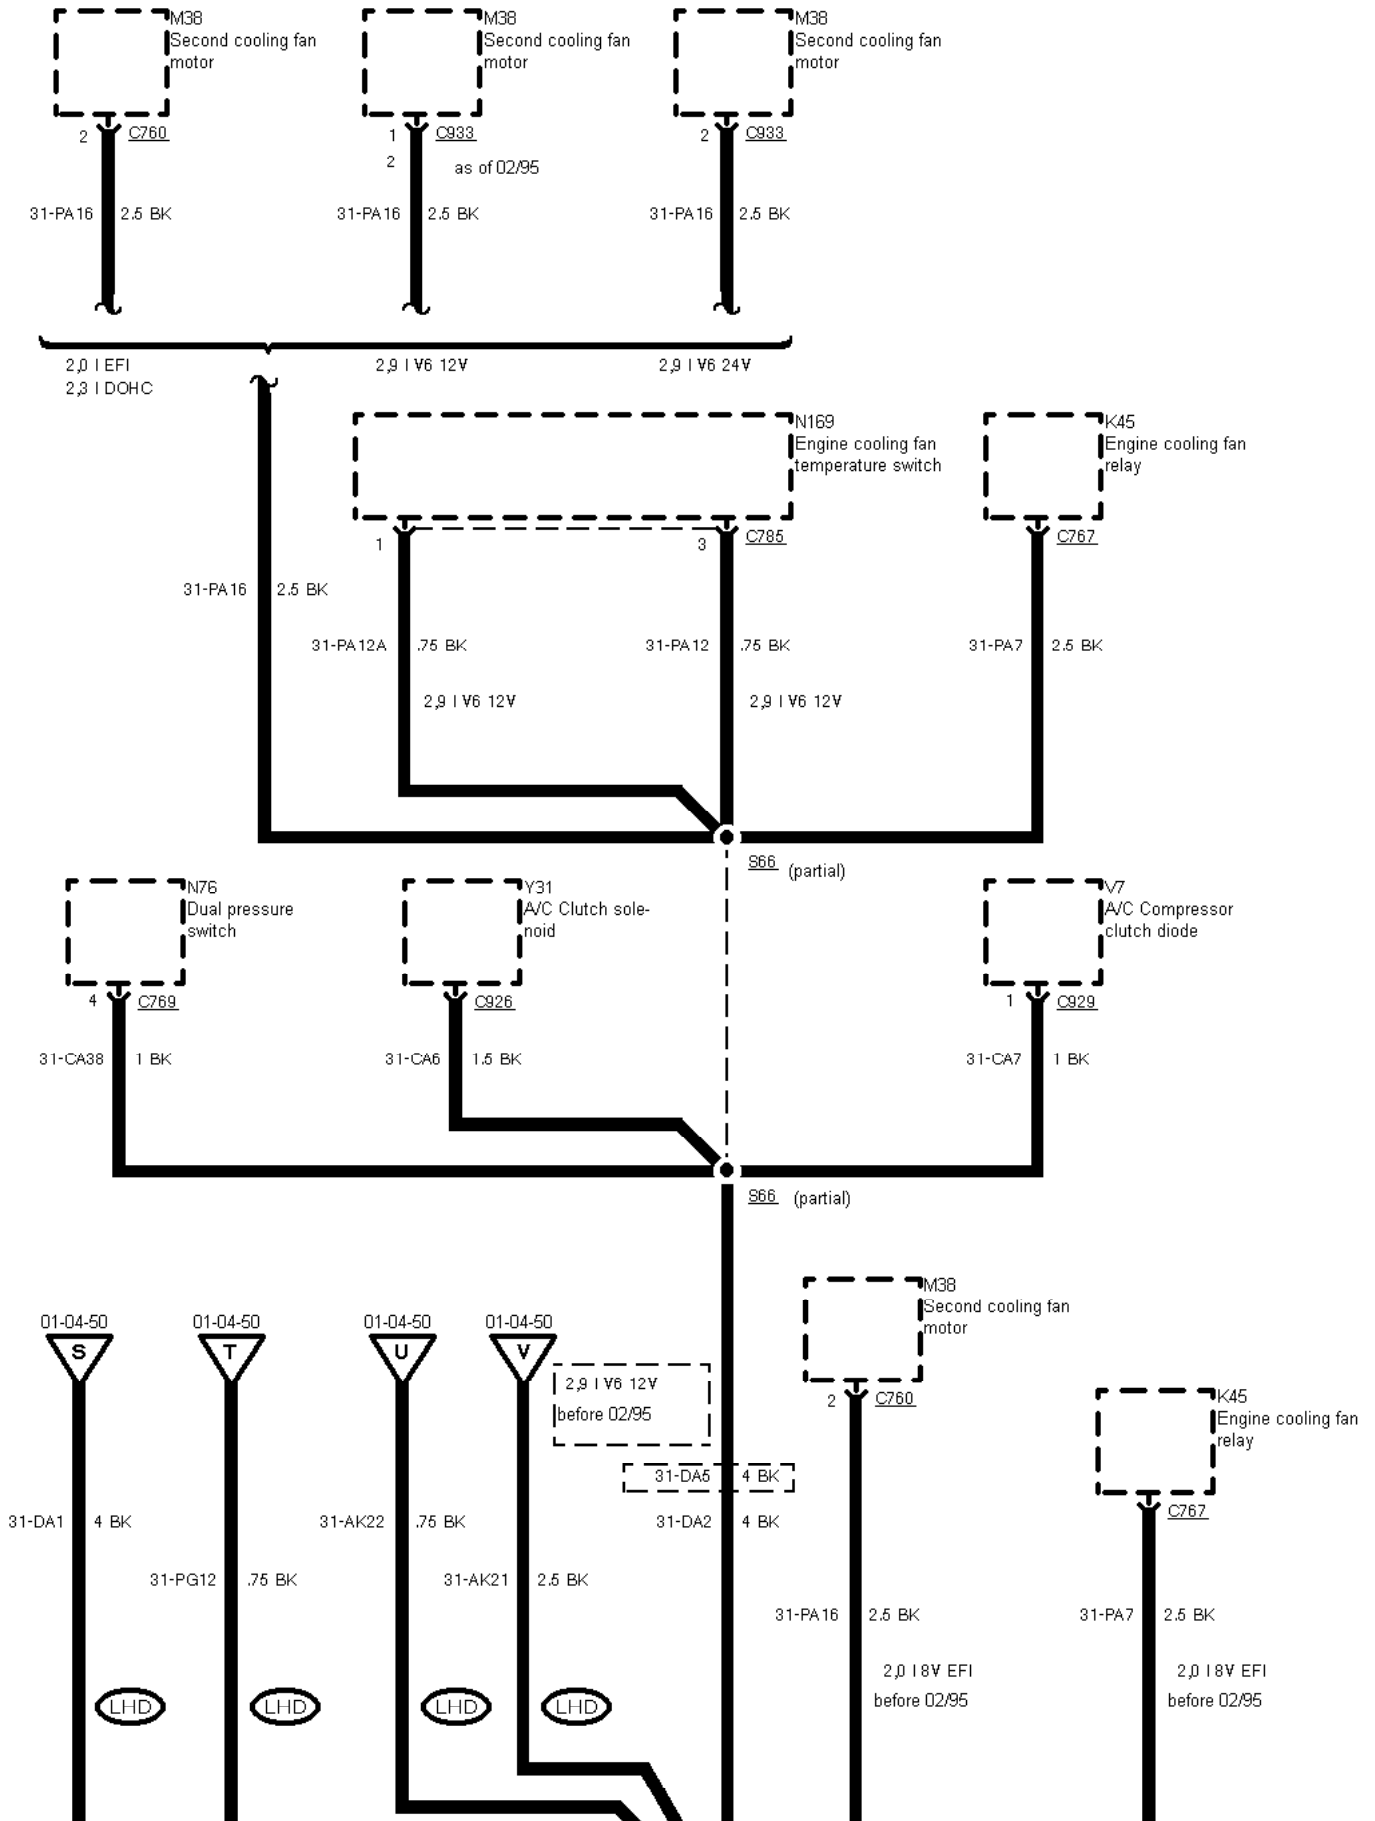 M38
Second cooling fan
motor
M38
Second cooling fan
motor
M38
Second cooling fan
motor
2 C760
1 C933
2 as of 02/95
2 C933
31-PA16 2.5 BK
31-PA16 2.5 BK
31-PA16 2.5 BK
2,0 l EFI
2,3 l DOHC
2,9 l V6 12V
2,9 l V6 24V
N169
Engine cooling fan
temperature switch
K45
Engine cooling fan
relay
1
3 C785
C767
31-PA16 2.5 BK
31-PA12A .75 BK
31-PA12 .75 BK
31-PA7 2.5 BK
2,9 l V6 12V
2,9 l V6 12V
S66 (partial)
N76
Dual pressure
switch
Y31
A/C Clutch sole-
noid
V7
A/C Compressor
clutch diode
4 C769
C926
1 C929
31-CA38 1 BK
31-CA6 1.5 BK
31-CA7 1 BK
S66 (partial)
M38
Second cooling fan
motor
01-04-50
01-04-50
01-04-50
01-04-50
S
T
U
V
2,9 l V6 12V
before 02/95
2 C760
K45
Engine cooling fan
relay
31-DA5 4 BK
C767
31-DA1 4 BK
31-AK22 .75 BK
31-DA2 4 BK
31-PG12 .75 BK
31-AK21 2.5 BK
31-PA16 2.5 BK
31-PA7 2.5 BK
2,0 l 8V EFI
before 02/95
2,0 l 8V EFI
before 02/95
LHD
LHD
LHD
LHD